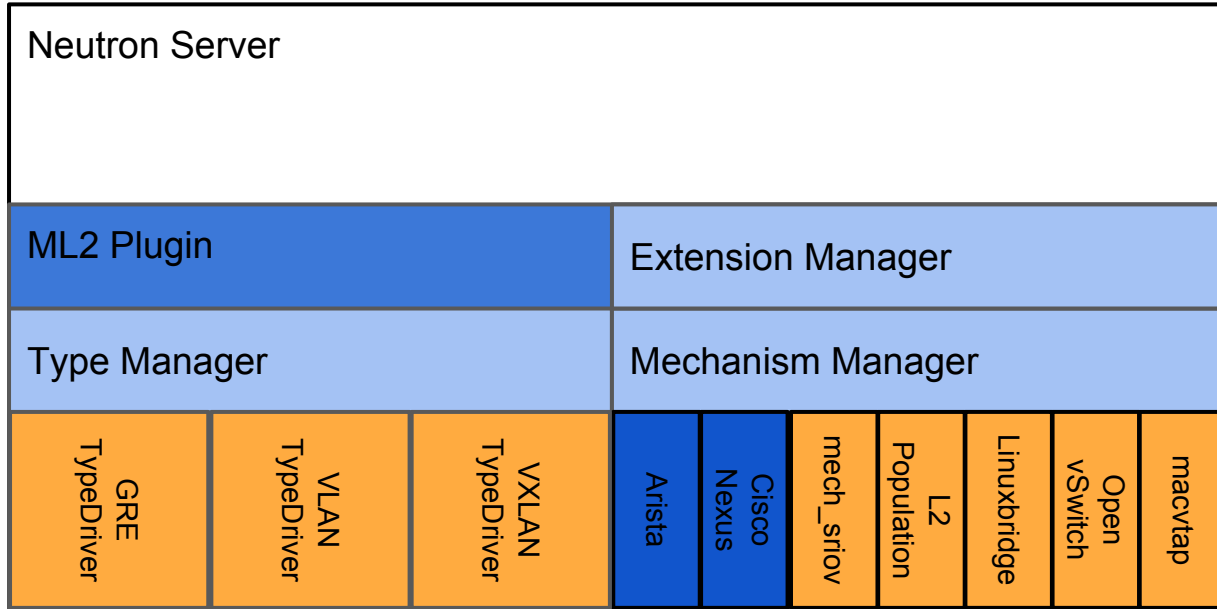 Neutron Server
ML2 Plugin
Extension Manager
Type Manager
Mechanism Manager
GRE
TypeDriver
VLAN
TypeDriver
VXLAN
TypeDriver
Arista
Cisco
Nexus
mech_sriov
L2
Population
Linuxbridge
Open
vSwitch
macvtap